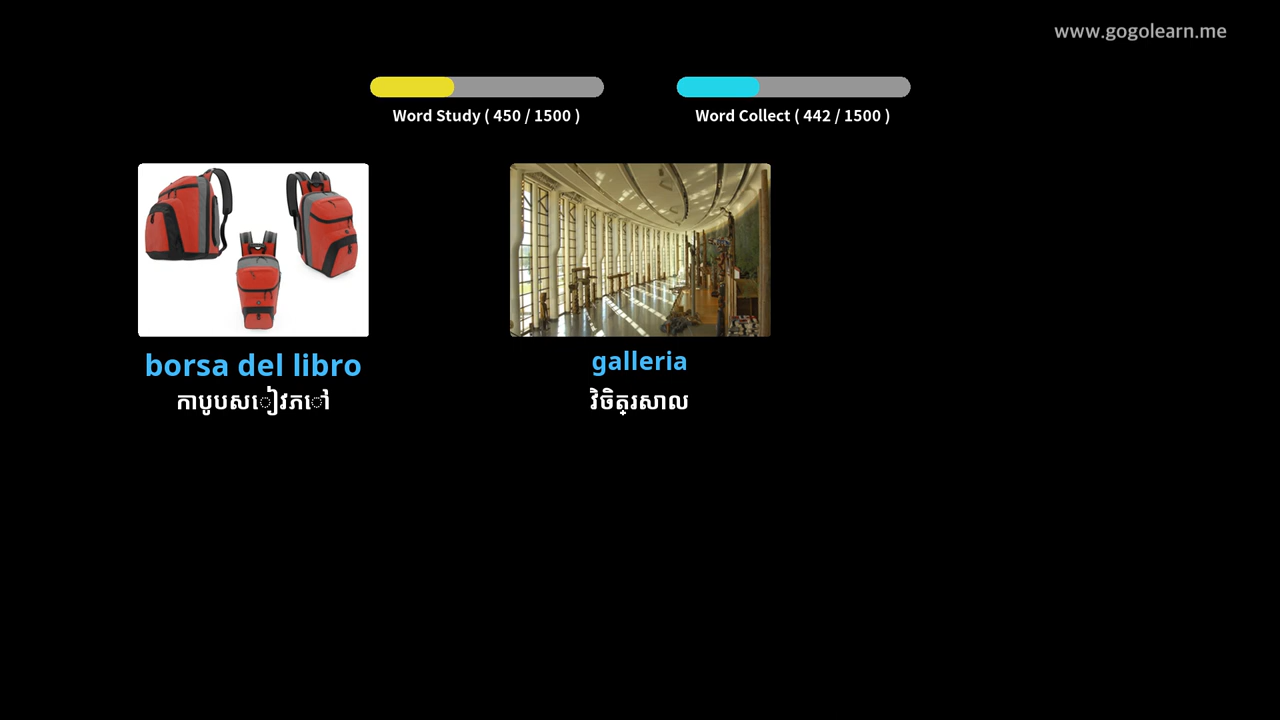 www.gogolearn.me
Word Study ( 450 / 1500 )
Word Collect ( 442 / 1500 )
borsa del libro
galleria
កាបូបសៀវភៅ
វិចិត្រសាល